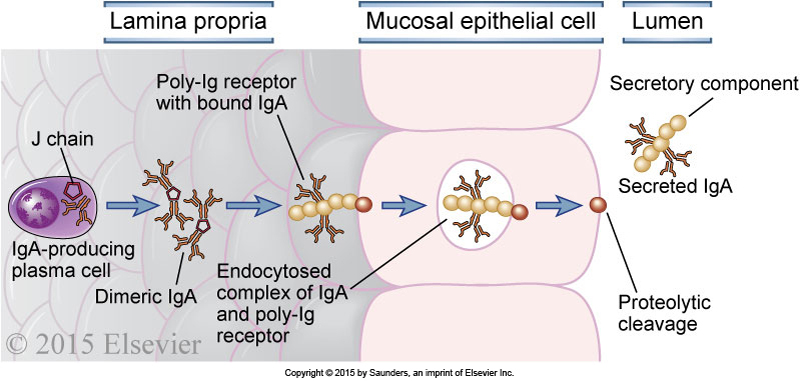 Lamina propria
Mucosal epithelial cell
Lumen
Poly-Ig receptor
with bound IgA
Secretory component
J chain
Secreted IgA
IgA-producing
plasma cell
Dimeric IgA
Endocytosed
complex of IgA
and poly-Ig
receptor
Proteolytic
cleavage
© 2015 Elsevier
Copyright © 2015 by Saunders, an imprint of Elsevier Inc.